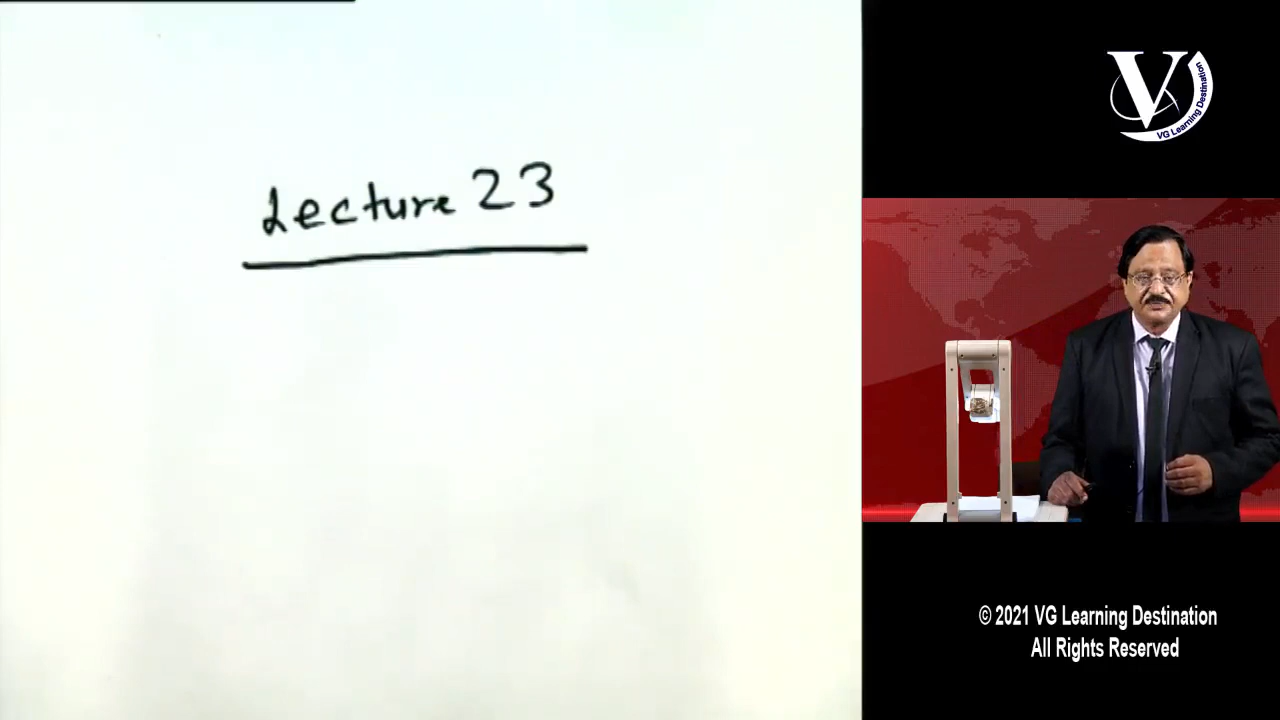 Lecture 23
V
VG Learning Destination
© 2021 VG Learning Destination
All Rights Reserved